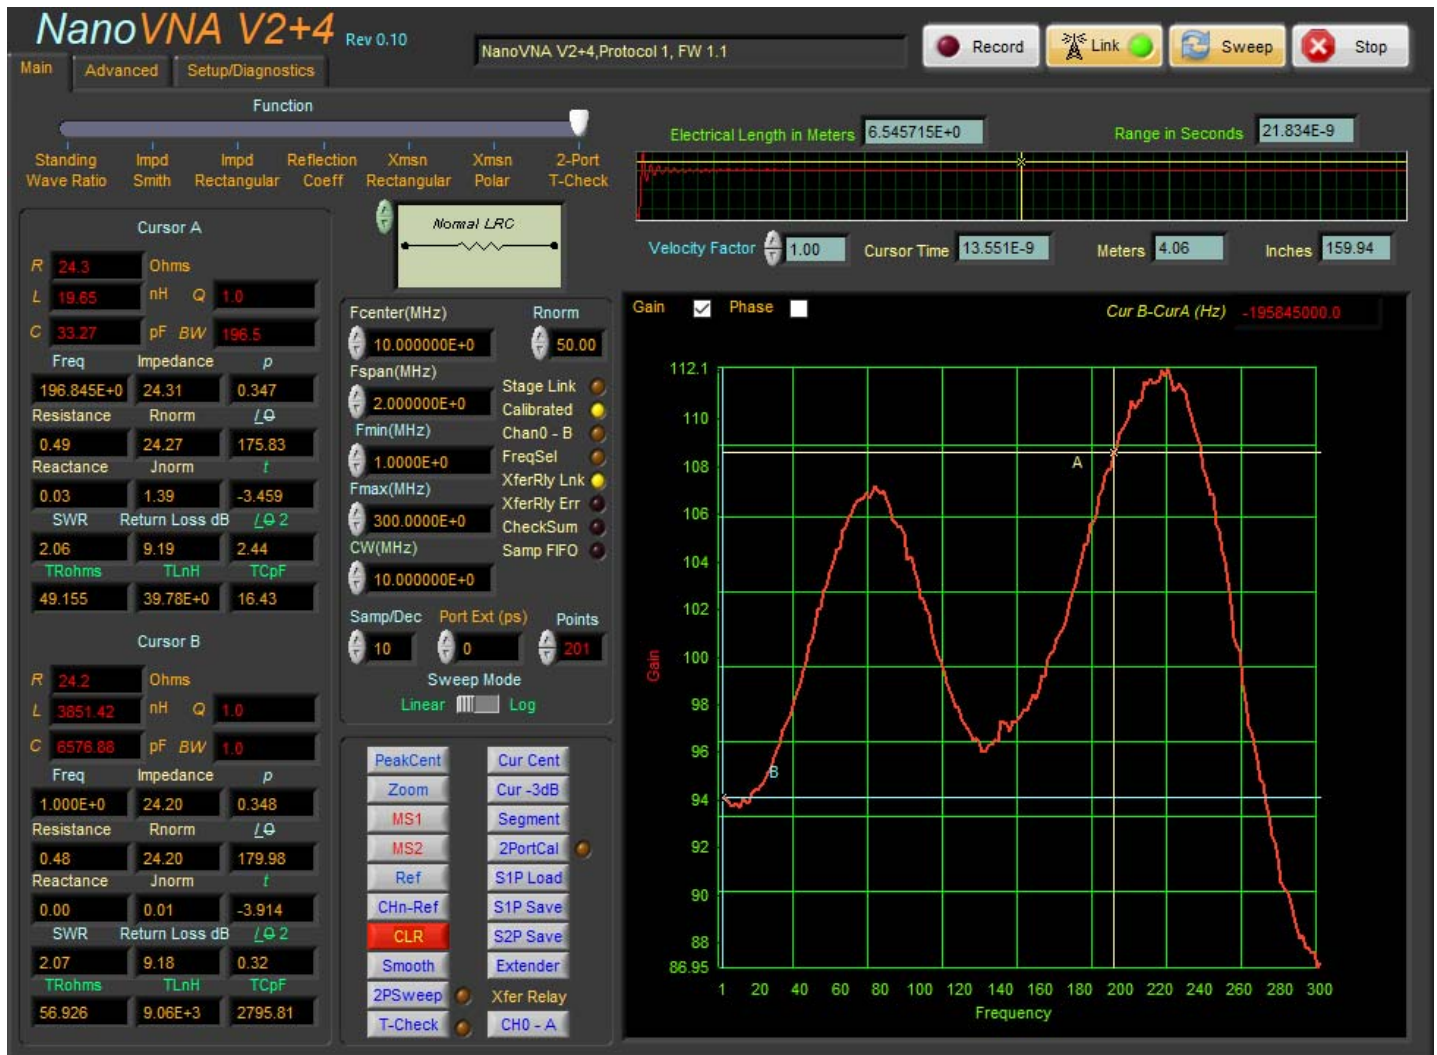 NanoVNA V2+4 Rev 0.10
NanoVNA V2+4,Protocol 1, FW 1.1
Record
Link
Sweep
Stop
Main
Advanced
Setup/Diagnostics
Function
Standing Wave Ratio
Impd Smith
Impd Rectangular
Reflection Coeff
Xmsn Rectangular
Xmsn Polar
2-Port T-Check
Electrical Length in Meters 6.545715E+0
Range in Seconds 21.834E-9
Velocity Factor 1.00
Cursor Time 13.551E-9
Meters 4.06
Inches 159.94
Normal LRC
Cursor A
R 24.3 Ohms
L 19.65 nH Q 1.0
C 33.27 pF BW 196.5
Freq Impedance p
196.845E+0 24.31 0.347
Resistance Rnorm /Θ
0.49 24.27 175.83
Reactance Jnorm t
0.03 1.39 -3.459
SWR Return Loss dB /Θ 2
2.06 9.19 2.44
TRohms TLnH TCpF
49.155 39.78E+0 16.43
Cursor B
R 24.2 Ohms
L 3851.42 nH Q 1.0
C 6576.86 pF BW 1.0
Freq Impedance p
1.000E+0 24.20 0.348
Resistance Rnorm /Θ
0.48 24.20 179.98
Reactance Jnorm t
0.00 0.01 -3.914
SWR Return Loss dB /Θ 2
2.07 9.18 0.32
TRohms TLnH TCpF
56.926 9.06E+3 2795.81
Fcenter(MHz) Rnorm
10.000000E+0 50.00
Fspan(MHz)
2.000000E+0
Fmin(MHz)
1.0000E+0
Fmax(MHz)
300.0000E+0
CW(MHz)
10.000000E+0
Stage Link
Calibrated
Chan0 - B
FreqSel
XferRly Lnk
XferRly Err
CheckSum
Samp FIFO
Samp/Dec Port Ext (ps) Points
10 0 201
Sweep Mode
Linear Log
PeakCent Cur Cent
Zoom Cur -3dB
MS1 Segment
MS2 2PortCal
Ref S1P Load
CHn-Ref S1P Save
CLR S2P Save
Smooth Extender
2PSweep Xfer Relay
T-Check CH0 - A
Gain Phase
Cur B-CurA (Hz) -195845000.0
112.1
110
108
106
104
102
100
98
96
94
92
90
88
86.95
Gain
A
B
1 20 40 60 80 100 120 140 160 180 200 220 240 260 280 300
Frequency